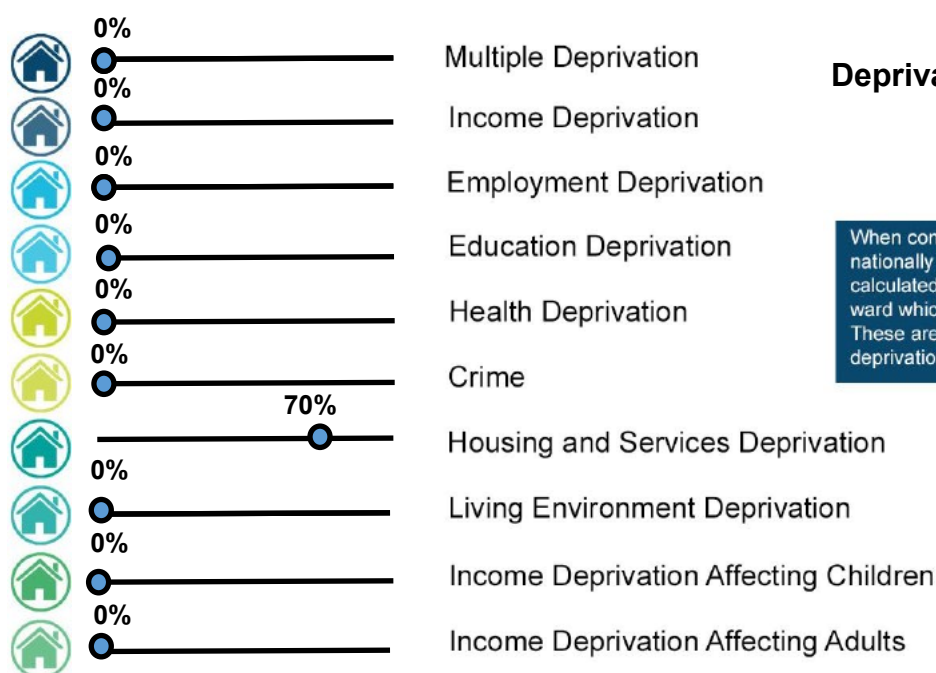 0%
Multiple Deprivation
Depriva
0%
Income Deprivation
0%
Employment Deprivation
0%
Education Deprivation
When con
nationally
calculated
ward whic
These are
deprivatio
0%
Health Deprivation
0%
Crime
70%
Housing and Services Deprivation
0%
Living Environment Deprivation
0%
Income Deprivation Affecting Children
0%
Income Deprivation Affecting Adults